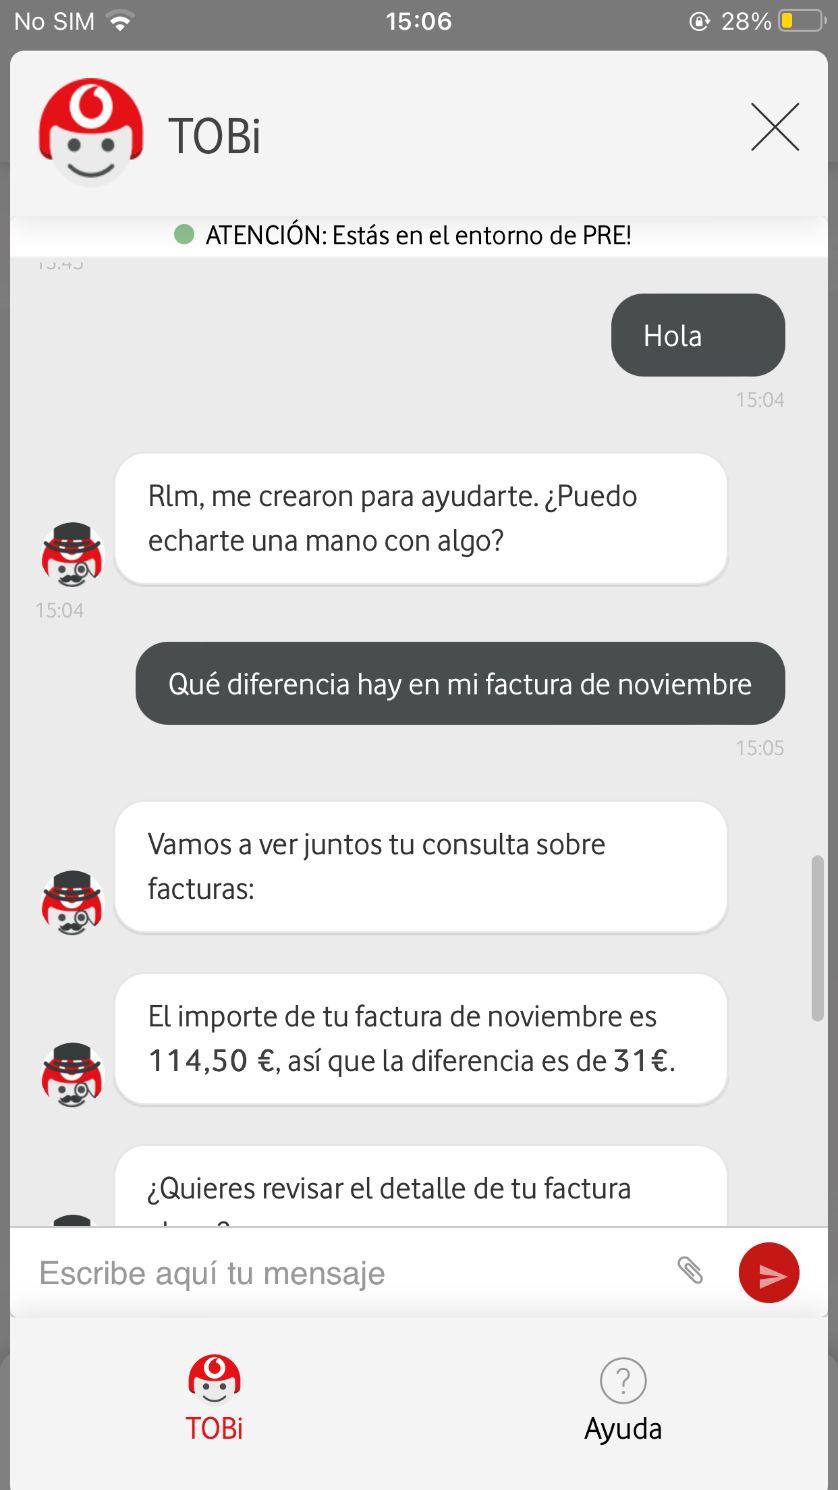 No SIM 15:06 28%
TOBi
ATENCIÓN: Estás en el entorno de PRE!
Hola
15:04
Rlm, me crearon para ayudarte. ¿Puedo
echarte una mano con algo?
15:04
Qué diferencia hay en mi factura de noviembre
15:05
Vamos a ver juntos tu consulta sobre
facturas:
El importe de tu factura de noviembre es
114,50 €, así que la diferencia es de 31€.
¿Quieres revisar el detalle de tu factura
Escribe aquí tu mensaje
TOBi
Ayuda